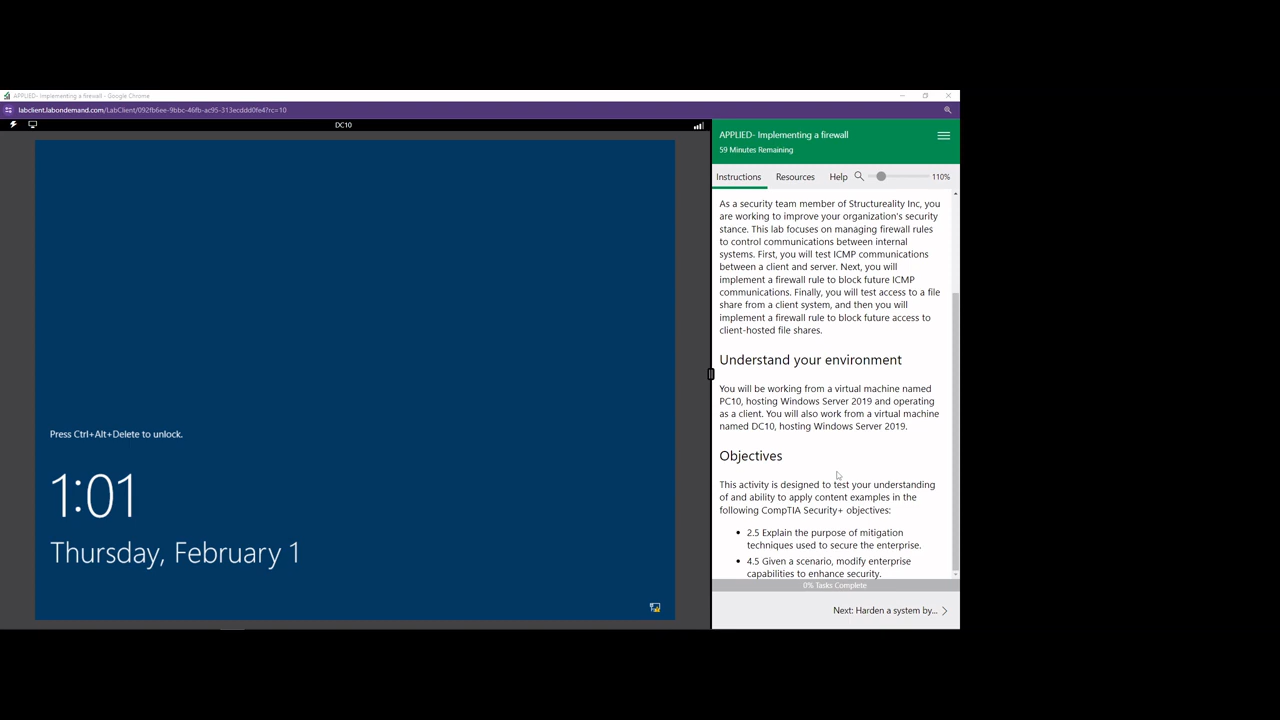 APPLIED- Implementing a firewall - Google Chrome
labclient.labondemand.com/LabClient/092fb6ee-9bbc-46fb-ac95-313ecddd0fe4?rc=10
DC10
APPLIED- Implementing a firewall
59 Minutes Remaining
Instructions Resources Help 110%
As a security team member of Structureality Inc, you
are working to improve your organization's security
stance. This lab focuses on managing firewall rules
to control communications between internal
systems. First, you will test ICMP communications
between a client and server. Next, you will
implement a firewall rule to block future ICMP
communications. Finally, you will test access to a file
share from a client system, and then you will
implement a firewall rule to block future access to
client-hosted file shares.
Understand your environment
You will be working from a virtual machine named
PC10, hosting Windows Server 2019 and operating
as a client. You will also work from a virtual machine
named DC10, hosting Windows Server 2019.
Objectives
This activity is designed to test your understanding
of and ability to apply content examples in the
following CompTIA Security+ objectives:
• 2.5 Explain the purpose of mitigation
techniques used to secure the enterprise.
• 4.5 Given a scenario, modify enterprise
capabilities to enhance security.
0% Tasks Complete
Next: Harden a system by...
Press Ctrl+Alt+Delete to unlock.
1:01
Thursday, February 1